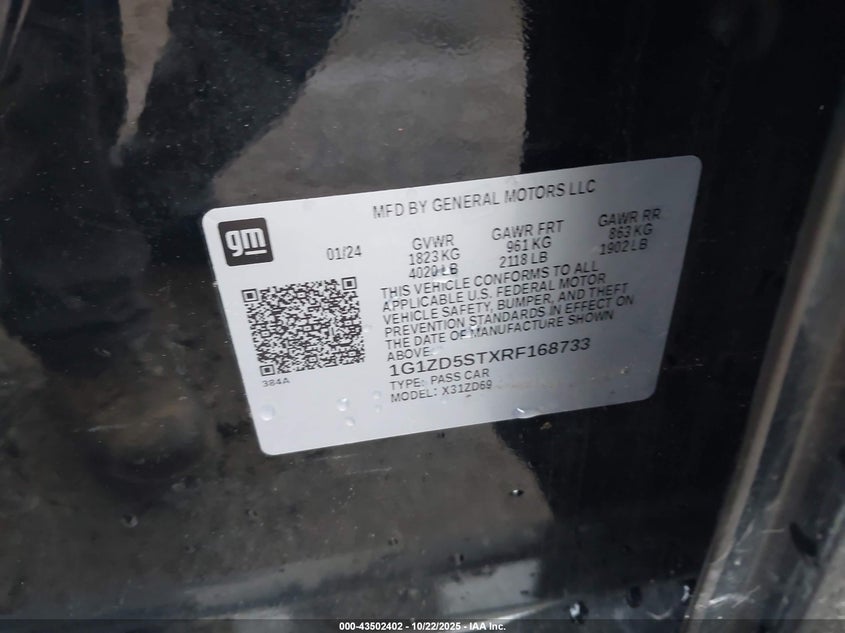 MFD BY GENERAL MOTORS LLC
gm
01/24
GVWR
1823 KG
4020 LB
GAWR FRT
961 KG
2118 LB
GAWR RR
863 KG
1902 LB
THIS VEHICLE CONFORMS TO ALL
APPLICABLE U.S. FEDERAL MOTOR
VEHICLE SAFETY, BUMPER, AND THEFT
PREVENTION STANDARDS IN EFFECT ON
THE DATE OF MANUFACTURE SHOWN
ABOVE.
1G1ZD5STXRF168733
TYPE: PASS CAR
MODEL: X31ZD69
384A
000-43502402 - 10/22/2025 - IAA Inc.